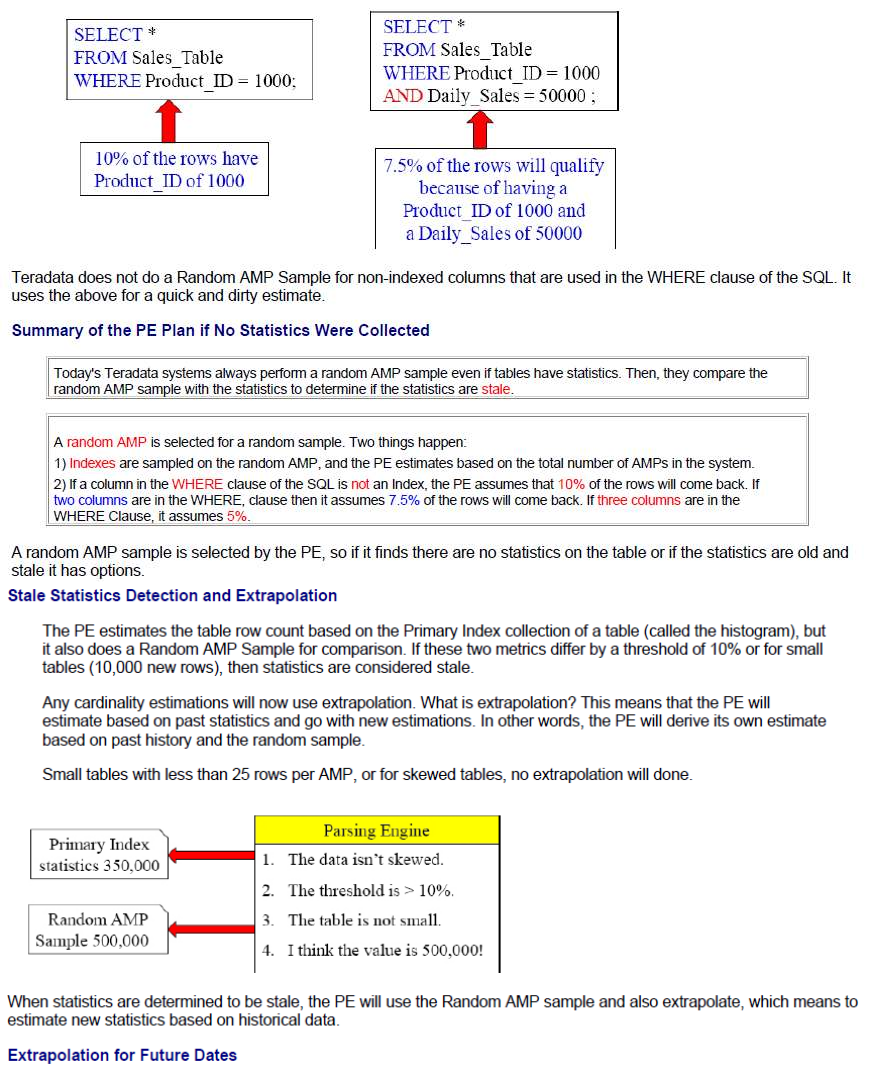 SELECT *
FROM Sales_Table
WHERE Product_ID = 1000;
10% of the rows have
Product_ID of 1000
SELECT *
FROM Sales_Table
WHERE Product_ID = 1000
AND Daily_Sales = 50000 ;
7.5% of the rows will qualify
because of having a
Product_ID of 1000 and
a Daily_Sales of 50000
Teradata does not do a Random AMP Sample for non-indexed columns that are used in the WHERE clause of the SQL. It
uses the above for a quick and dirty estimate.
Summary of the PE Plan if No Statistics Were Collected
Today's Teradata systems always perform a random AMP sample even if tables have statistics. Then, they compare the
random AMP sample with the statistics to determine if the statistics are stale.
A random AMP is selected for a random sample. Two things happen:
1) Indexes are sampled on the random AMP, and the PE estimates based on the total number of AMPs in the system.
2) If a column in the WHERE clause of the SQL is not an Index, the PE assumes that 10% of the rows will come back. If
two columns are in the WHERE, clause then it assumes 7.5% of the rows will come back. If three columns are in the
WHERE Clause, it assumes 5%.
A random AMP sample is selected by the PE, so if it finds there are no statistics on the table or if the statistics are old and
stale it has options.
Stale Statistics Detection and Extrapolation
The PE estimates the table row count based on the Primary Index collection of a table (called the histogram), but
it also does a Random AMP Sample for comparison. If these two metrics differ by a threshold of 10% or for small
tables (10,000 new rows), then statistics are considered stale.
Any cardinality estimations will now use extrapolation. What is extrapolation? This means that the PE will
estimate based on past statistics and go with new estimations. In other words, the PE will derive its own estimate
based on past history and the random sample.
Small tables with less than 25 rows per AMP, or for skewed tables, no extrapolation will done.
Primary Index
statistics 350,000
Random AMP
Sample 500,000
Parsing Engine
1. The data isn't skewed.
2. The threshold is > 10%.
3. The table is not small.
4. I think the value is 500,000!
When statistics are determined to be stale, the PE will use the Random AMP sample and also extrapolate, which means to
estimate new statistics based on historical data.
Extrapolation for Future Dates